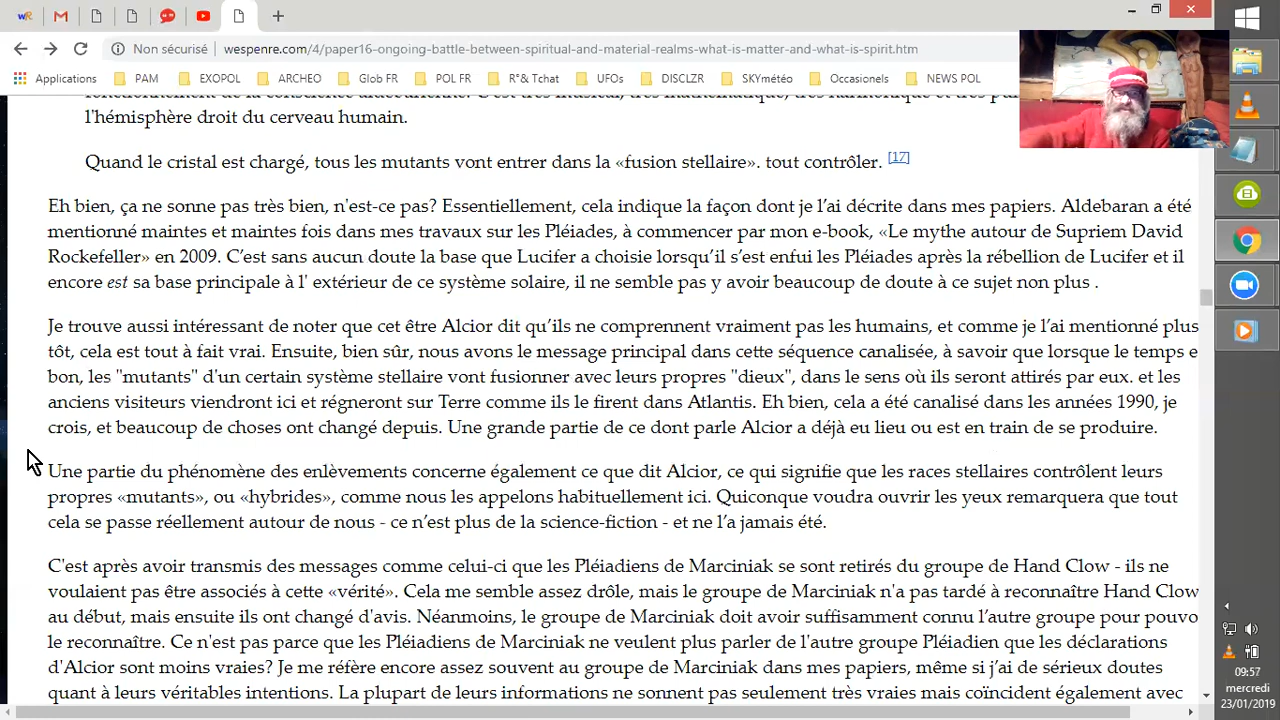 Non sécurisé
wespenre.com/4/paper16-ongoing-battle-between-spiritual-and-material-realms-what-is-matter-and-what-is-spirit.htm
Applications PAM EXOPOL ARCHEO Glob FR POL FR R°& Tchat UFOs DISCLZR SKYmétéo Occasionels NEWS POL
l'hémisphère droit du cerveau humain.
Quand le cristal est chargé, tous les mutants vont entrer dans la «fusion stellaire». tout contrôler. [17]
Eh bien, ça ne sonne pas très bien, n'est-ce pas? Essentiellement, cela indique la façon dont je l'ai décrite dans mes papiers. Aldebaran a été
mentionné maintes et maintes fois dans mes travaux sur les Pléiades, à commencer par mon e-book, «Le mythe autour de Supriem David
Rockefeller» en 2009. C'est sans aucun doute la base que Lucifer a choisie lorsqu'il s'est enfui les Pléiades après la rébellion de Lucifer et il
encore est sa base principale à l' extérieur de ce système solaire, il ne semble pas y avoir beaucoup de doute à ce sujet non plus .
Je trouve aussi intéressant de noter que cet être Alcior dit qu'ils ne comprennent vraiment pas les humains, et comme je l'ai mentionné plus
tôt, cela est tout à fait vrai. Ensuite, bien sûr, nous avons le message principal dans cette séquence canalisée, à savoir que lorsque le temps e
bon, les "mutants" d'un certain système stellaire vont fusionner avec leurs propres "dieux", dans le sens où ils seront attirés par eux. et les
anciens visiteurs viendront ici et régneront sur Terre comme ils le firent dans Atlantis. Eh bien, cela a été canalisé dans les années 1990, je
crois, et beaucoup de choses ont changé depuis. Une grande partie de ce dont parle Alcior a déjà eu lieu ou est en train de se produire.
Une partie du phénomène des enlèvements concerne également ce que dit Alcior, ce qui signifie que les races stellaires contrôlent leurs
propres «mutants», ou «hybrides», comme nous les appelons habituellement ici. Quiconque voudra ouvrir les yeux remarquera que tout
cela se passe réellement autour de nous - ce n'est plus de la science-fiction - et ne l'a jamais été.
C'est après avoir transmis des messages comme celui-ci que les Pléiadiens de Marciniak se sont retirés du groupe de Hand Clow - ils ne
voulaient pas être associés à cette «vérité». Cela me semble assez drôle, mais le groupe de Marciniak n'a pas tardé à reconnaître Hand Clow
au début, mais ensuite ils ont changé d'avis. Néanmoins, le groupe de Marciniak doit avoir suffisamment connu l'autre groupe pour pouvo
le reconnaître. Ce n'est pas parce que les Pléiadiens de Marciniak ne veulent plus parler de l'autre groupe Pléiadien que les déclarations
d'Alcior sont moins vraies? Je me réfère encore assez souvent au groupe de Marciniak dans mes papiers, même si j'ai de sérieux doutes
quant à leurs véritables intentions. La plupart de leurs informations ne sonnent pas seulement très vraies mais coïncident également avec
09:57
mercredi
23/01/2019